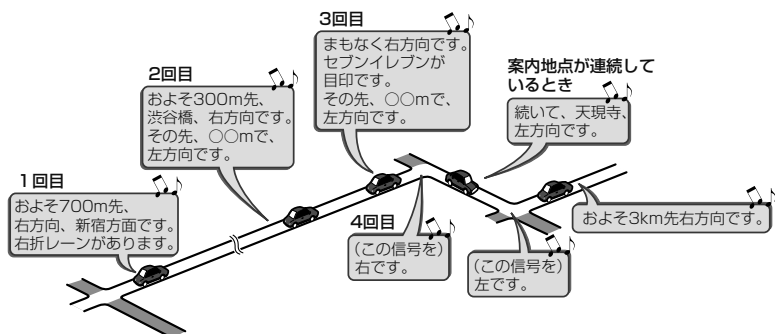 1回目
およそ700m先、
右方向、新宿方面です。
右折レーンがあります。
2回目
およそ300m先、
渋谷橋、右方向です。
その先、○○mで、
左方向です。
3回目
まもなく右方向です。
セブンイレブンが
目印です。
その先、○○mで、
左方向です。
4回目
(この信号を)
右です。
案内地点が連続して
いるとき
続いて、天現寺、
左方向です。
(この信号を)
左です。
およそ3km先右方向です。